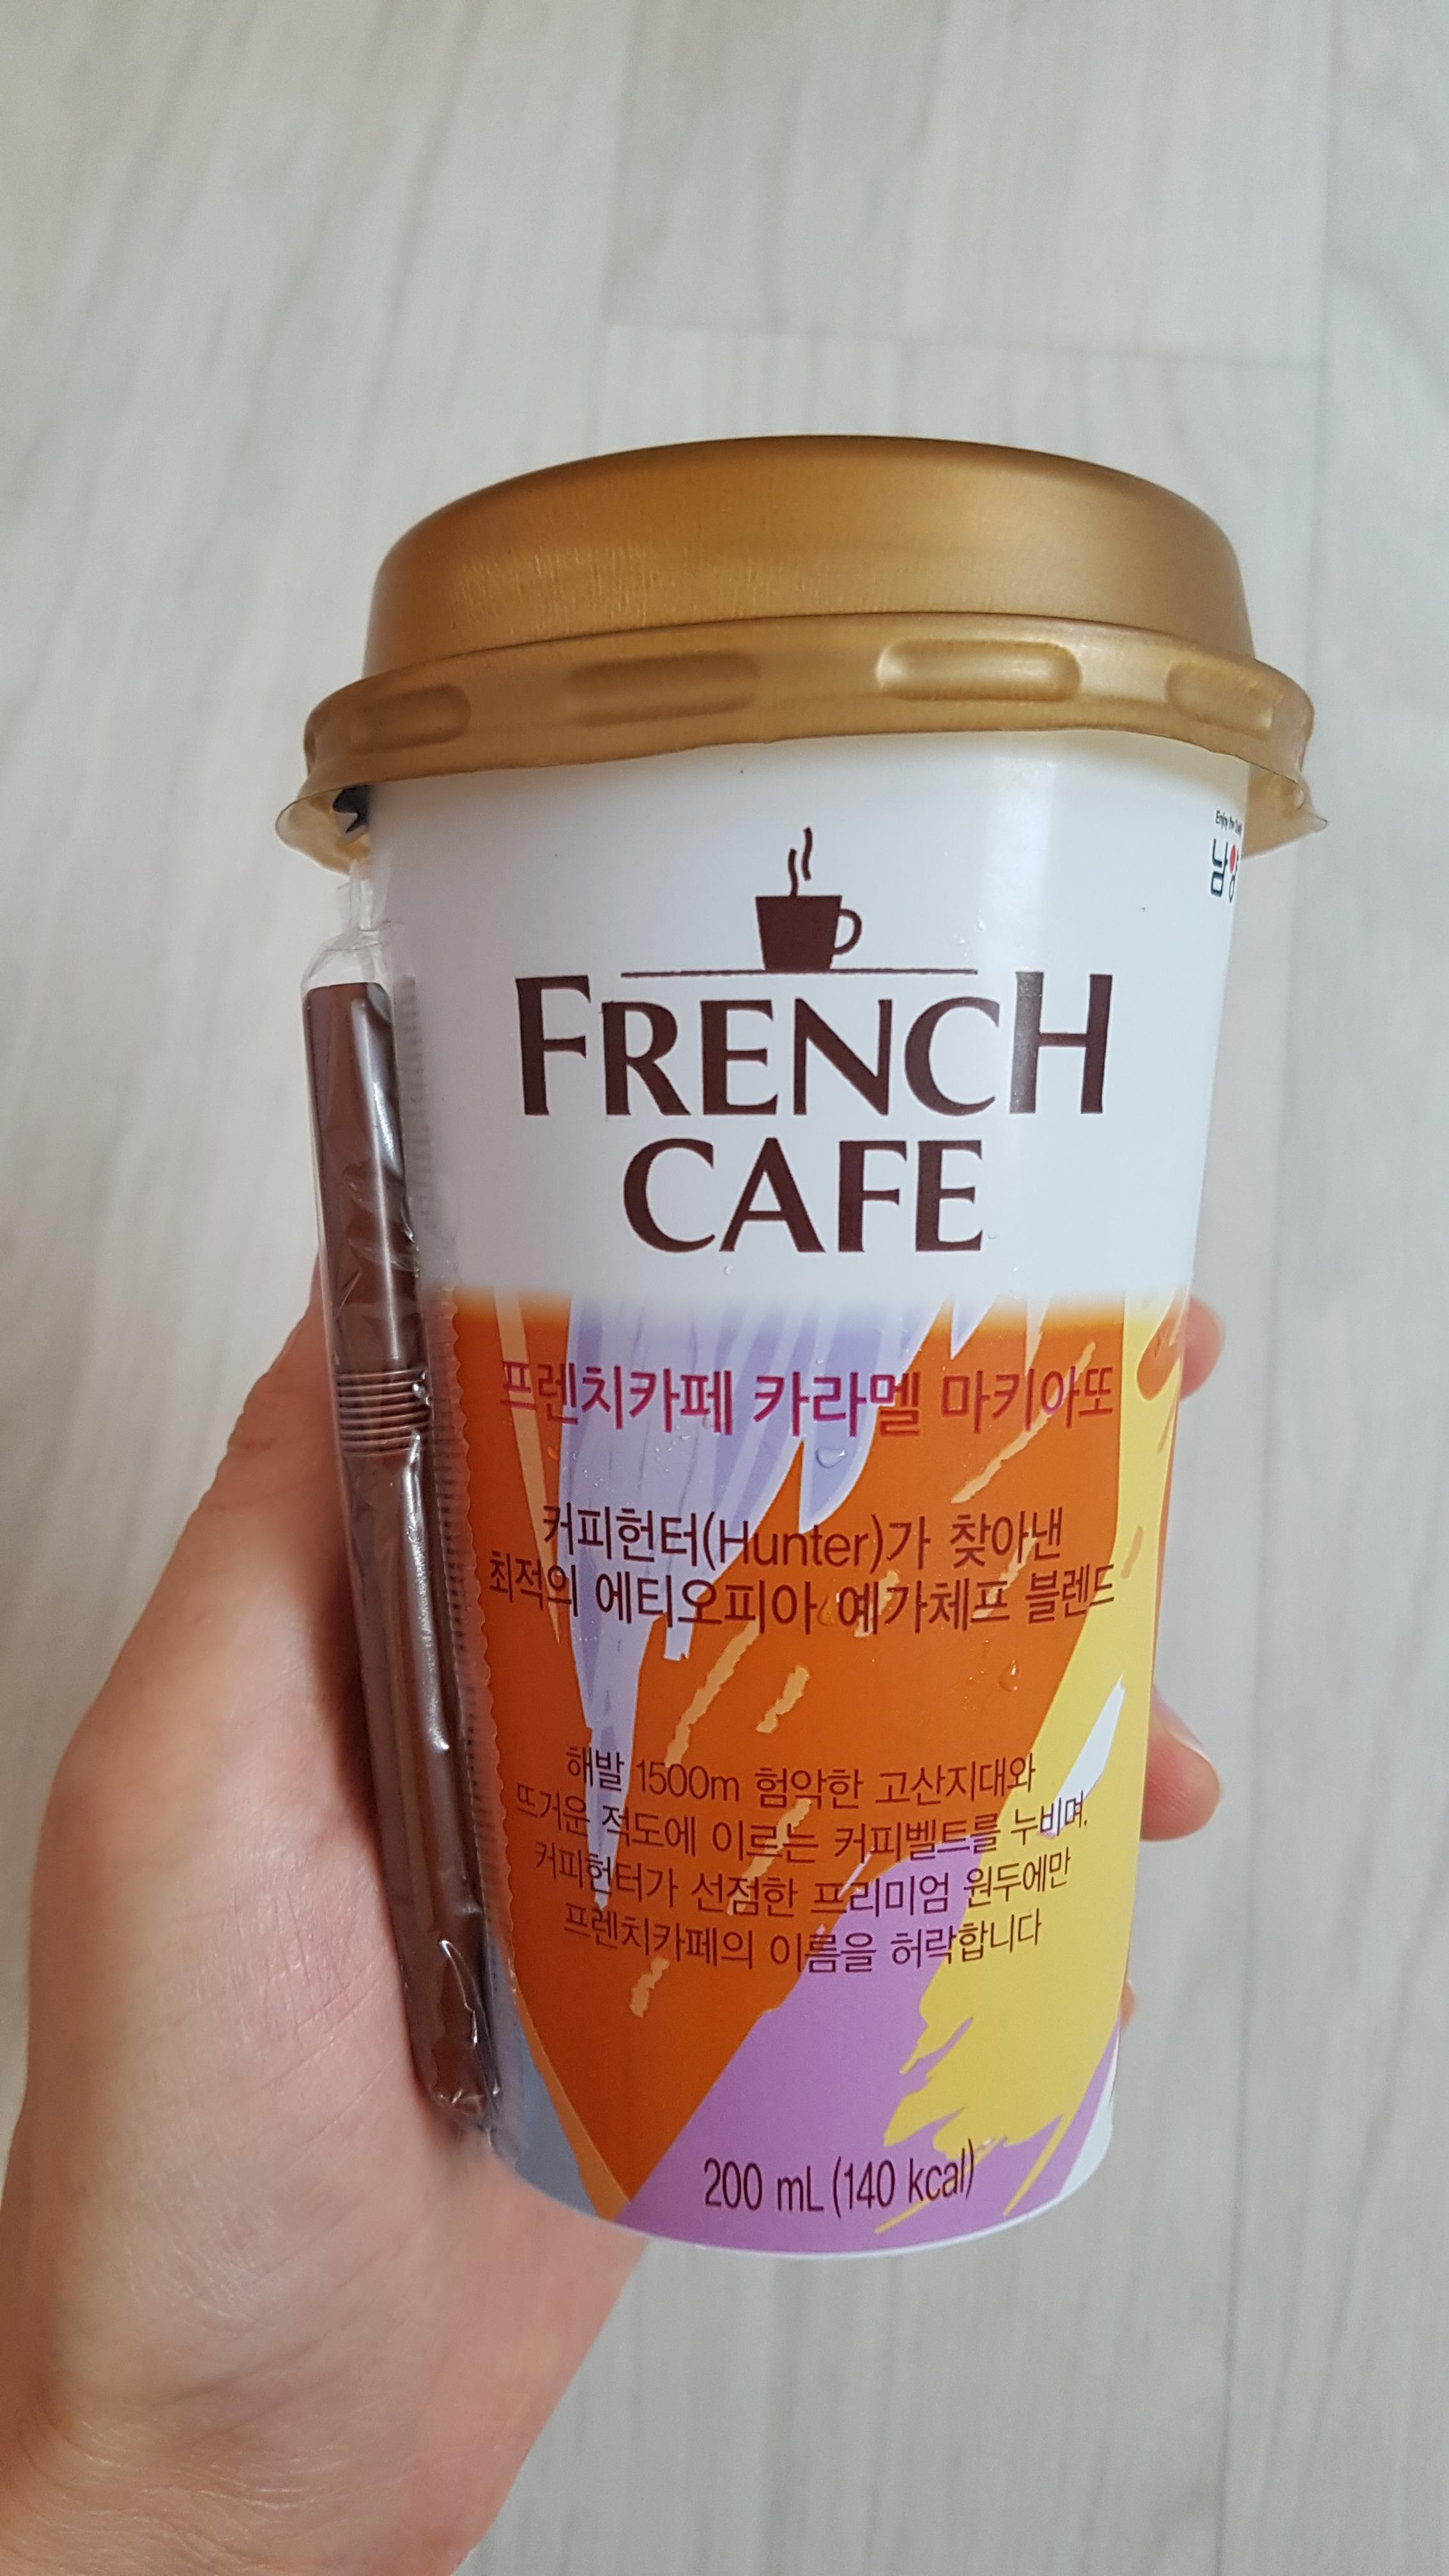 Enjoy the
남양
FRENCH
CAFE
프렌치카페 카라멜 마키아또
커피헌터(Hunter)가 찾아낸
최적의 에티오피아 예가체프 블렌드
해발 1500m 험악한 고산지대와
뜨거운 적도에 이르는 커피벨트를 누비며,
커피헌터가 선점한 프리미엄 원두에만
프렌치카페의 이름을 허락합니다
200 mL (140 kcal)